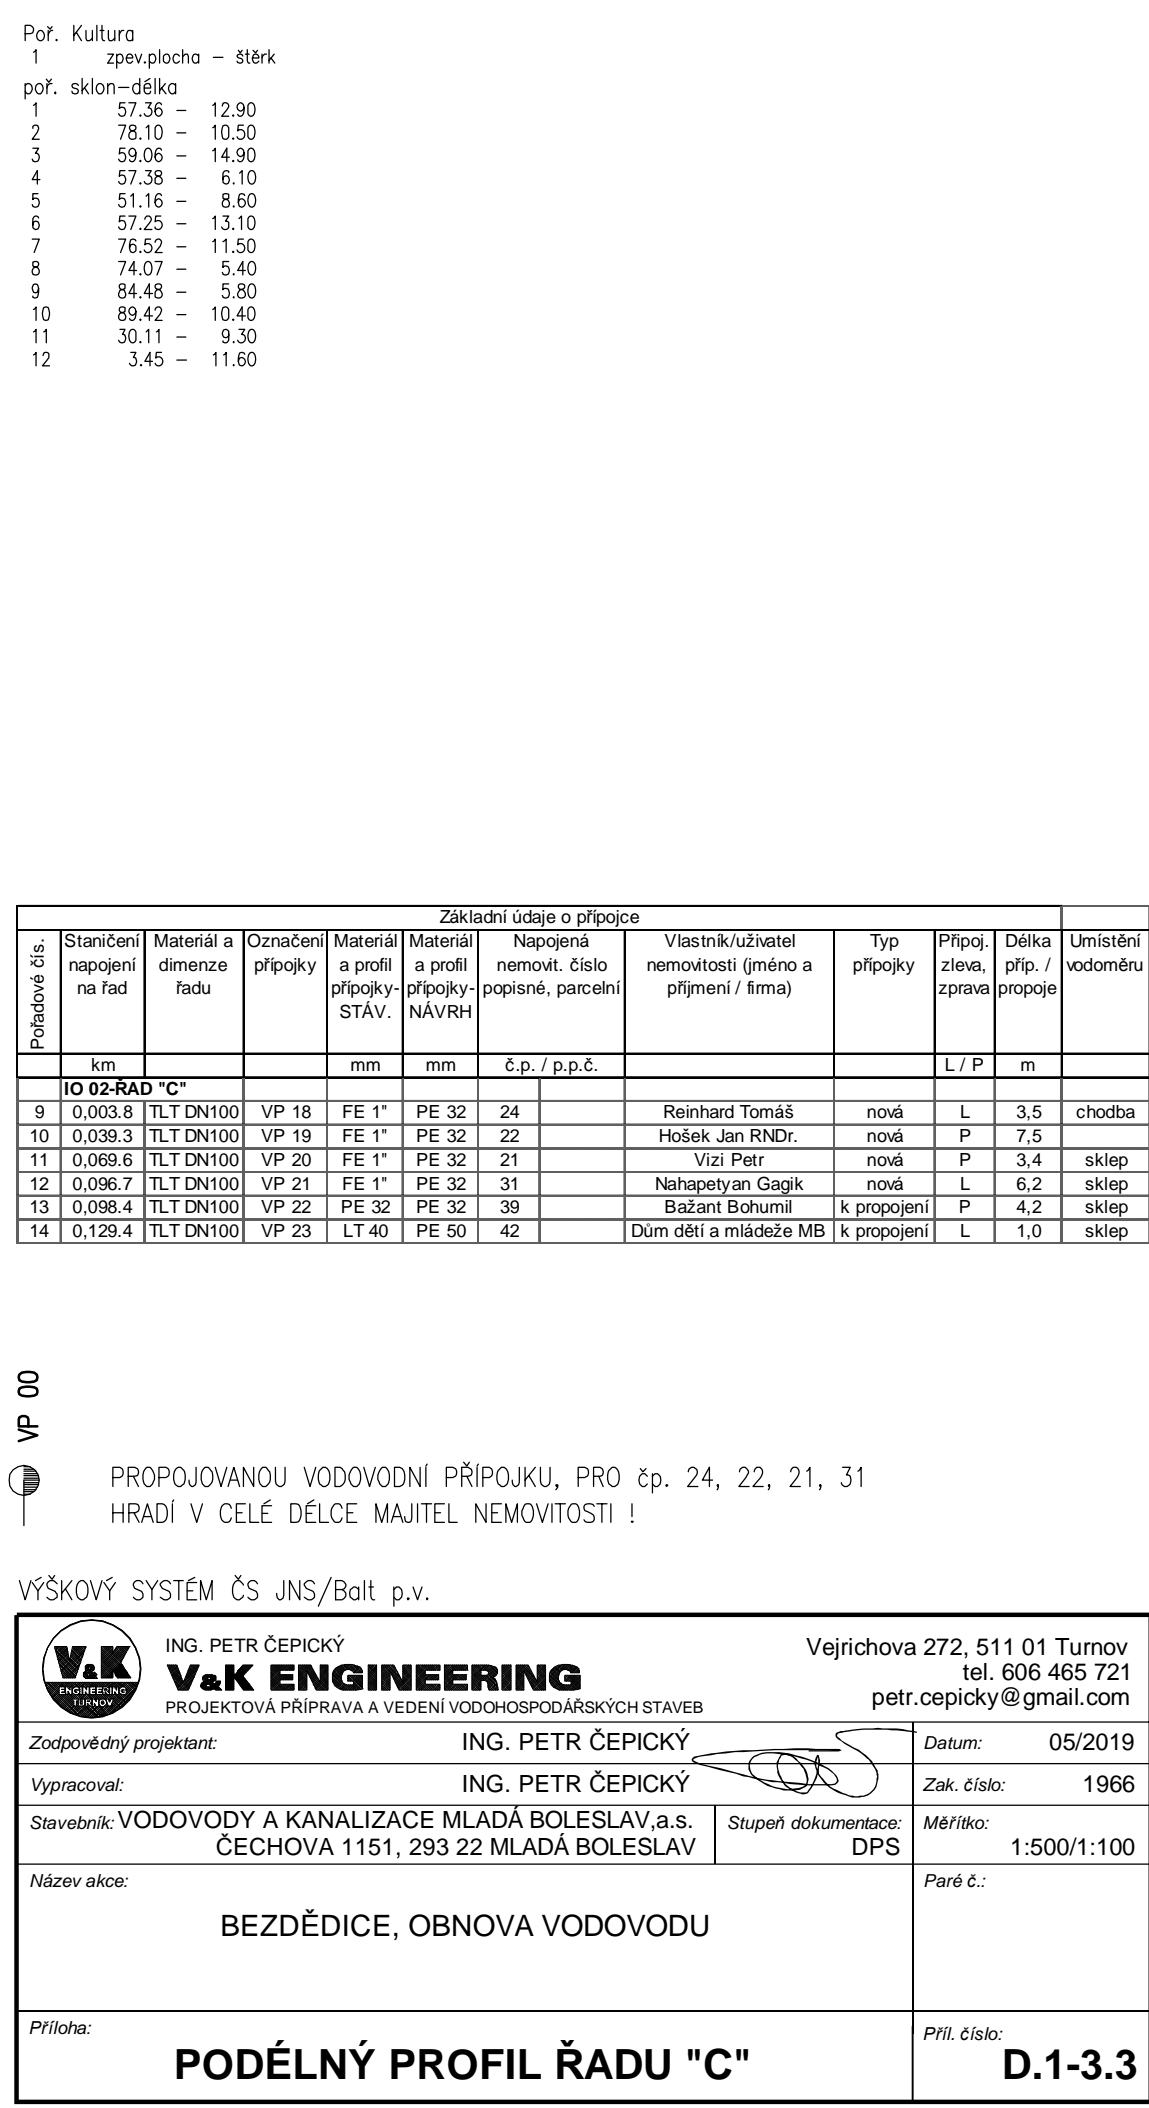 Poř. Kultura
1 zpev.plocha – štěrk
poř. sklon–délka
1 57.36 – 12.90
2 78.10 – 10.50
3 59.06 – 14.90
4 57.38 – 6.10
5 51.16 – 8.60
6 57.25 – 13.10
7 76.52 – 11.50
8 74.07 – 5.40
9 84.48 – 5.80
10 89.42 – 10.40
11 30.11 – 9.30
12 3.45 – 11.60
Základní údaje o přípojce
Pořadové čís.
Staničení Materiál a Označení Materiál Materiál Napojená Vlastník/uživatel Typ Připoj. Délka Umístění
napojení dimenze přípojky a profil a profil nemovit. číslo nemovitosti (jméno a přípojky zleva, příp. / vodoměru
na řad řadu přípojky- přípojky- popisné, parcelní příjmení / firma) zprava propoje
STÁV. NÁVRH
km mm mm č.p. / p.p.č. L / P m
IO 02-ŘAD "C"
9 0,003.8 TLT DN100 VP 18 FE 1" PE 32 24 Reinhard Tomáš nová L 3,5 chodba
10 0,039.3 TLT DN100 VP 19 FE 1" PE 32 22 Hošek Jan RNDr. nová P 7,5
11 0,069.6 TLT DN100 VP 20 FE 1" PE 32 21 Vizi Petr nová P 3,4 sklep
12 0,096.7 TLT DN100 VP 21 FE 1" PE 32 31 Nahapetyan Gagik nová L 6,2 sklep
13 0,098.4 TLT DN100 VP 22 PE 32 PE 32 39 Bažant Bohumil k propojení P 4,2 sklep
14 0,129.4 TLT DN100 VP 23 LT 40 PE 50 42 Dům dětí a mládeže MB k propojení L 1,0 sklep
VP 00
PROPOJOVANOU VODOVODNÍ PŘÍPOJKU, PRO čp. 24, 22, 21, 31
HRADÍ V CELÉ DÉLCE MAJITEL NEMOVITOSTI !
VÝŠKOVÝ SYSTÉM ČS JNS/Balt p.v.
V&K
ENGINEERING
TURNOV
ING. PETR ČEPICKÝ
V&K ENGINEERING
PROJEKTOVÁ PŘÍPRAVA A VEDENÍ VODOHOSPODÁŘSKÝCH STAVEB
Vejrichova 272, 511 01 Turnov
tel. 606 465 721
petr.cepicky@gmail.com
Zodpovědný projektant: ING. PETR ČEPICKÝ Datum: 05/2019
Vypracoval: ING. PETR ČEPICKÝ Zak. číslo: 1966
Stavebník: VODOVODY A KANALIZACE MLADÁ BOLESLAV,a.s. Stupeň dokumentace: Měřítko:
ČECHOVA 1151, 293 22 MLADÁ BOLESLAV DPS 1:500/1:100
Název akce: Paré č.:
BEZDĚDICE, OBNOVA VODOVODU
Příloha: Příl. číslo:
PODÉLNÝ PROFIL ŘADU "C" D.1-3.3